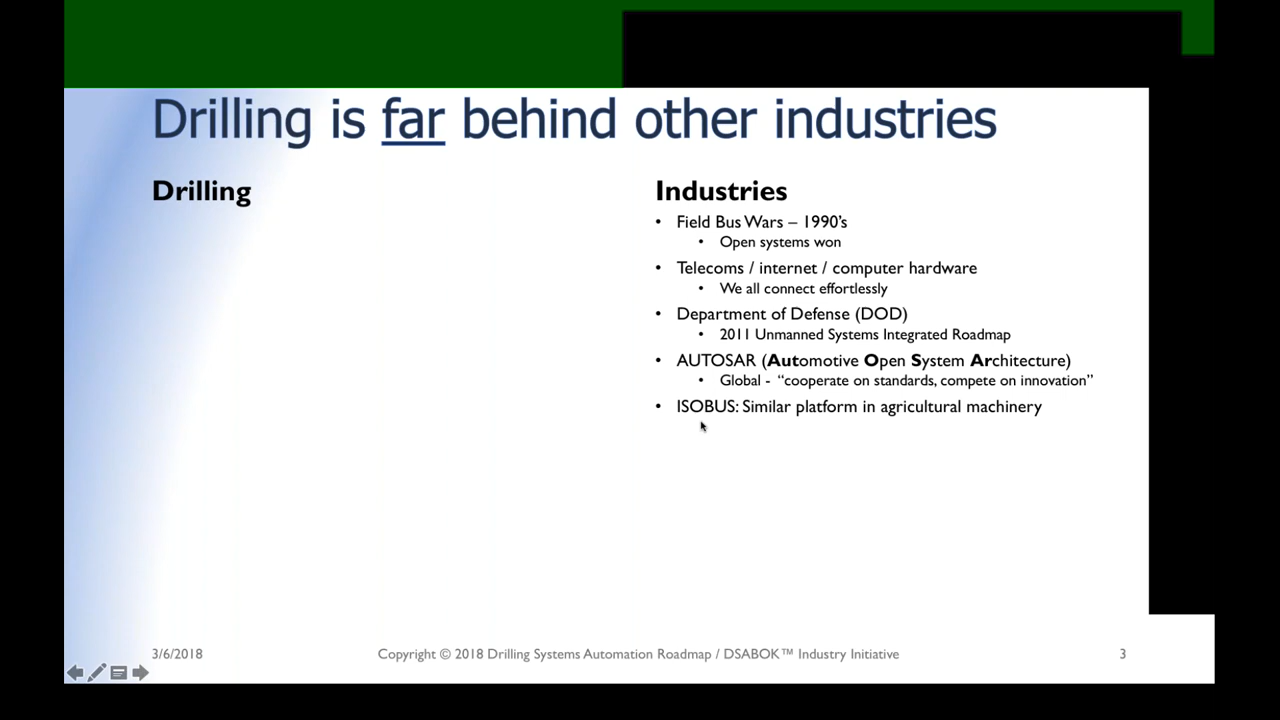 Drilling is far behind other industries
Drilling
Industries
• Field Bus Wars – 1990's
• Open systems won
• Telecoms / internet / computer hardware
• We all connect effortlessly
• Department of Defense (DOD)
• 2011 Unmanned Systems Integrated Roadmap
• AUTOSAR (Automotive Open System Architecture)
• Global - “cooperate on standards, compete on innovation”
• ISOBUS: Similar platform in agricultural machinery
3/6/2018
Copyright © 2018 Drilling Systems Automation Roadmap / DSABOK™ Industry Initiative
3